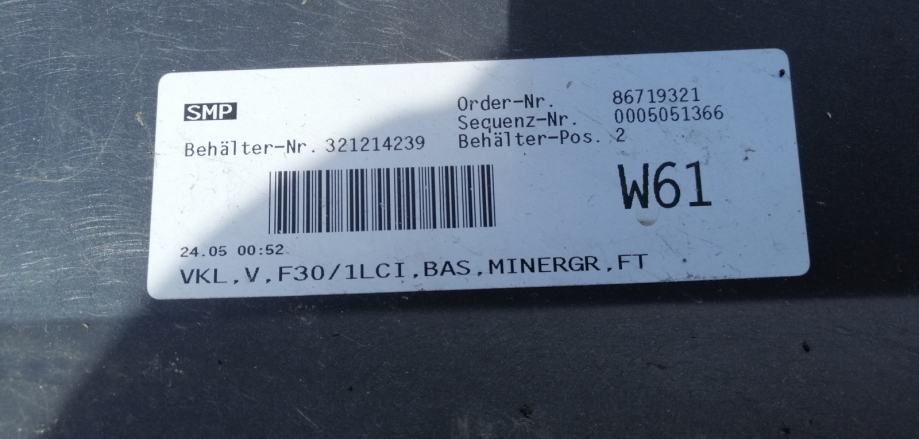 SMP
Order-Nr. 86719321
Sequenz-Nr. 0005051366
Behälter-Nr. 321214239
Behälter-Pos. 2
W61
24.05 00:52
VKL,V,F30/1LCI,BAS,MINERGR,FT